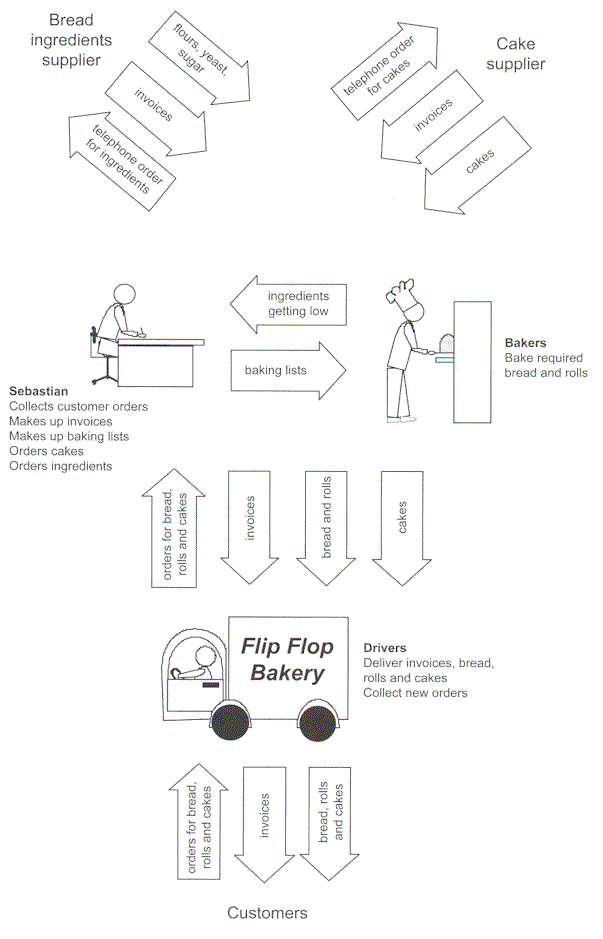 Bread
ingredients
supplier
flours, yeast,
sugar
invoices
telephone order
for ingredients
telephone order
for cakes
invoices
cakes
Cake
supplier
ingredients
getting low
baking lists
Bakers
Bake required
bread and rolls
Sebastian
Collects customer orders
Makes up invoices
Makes up baking lists
Orders cakes
Orders ingredients
orders for bread,
rolls and cakes
invoices
bread and rolls
cakes
Flip Flop
Bakery
Drivers
Deliver invoices, bread,
rolls and cakes
Collect new orders
orders for bread,
rolls and cakes
invoices
bread, rolls
and cakes
Customers